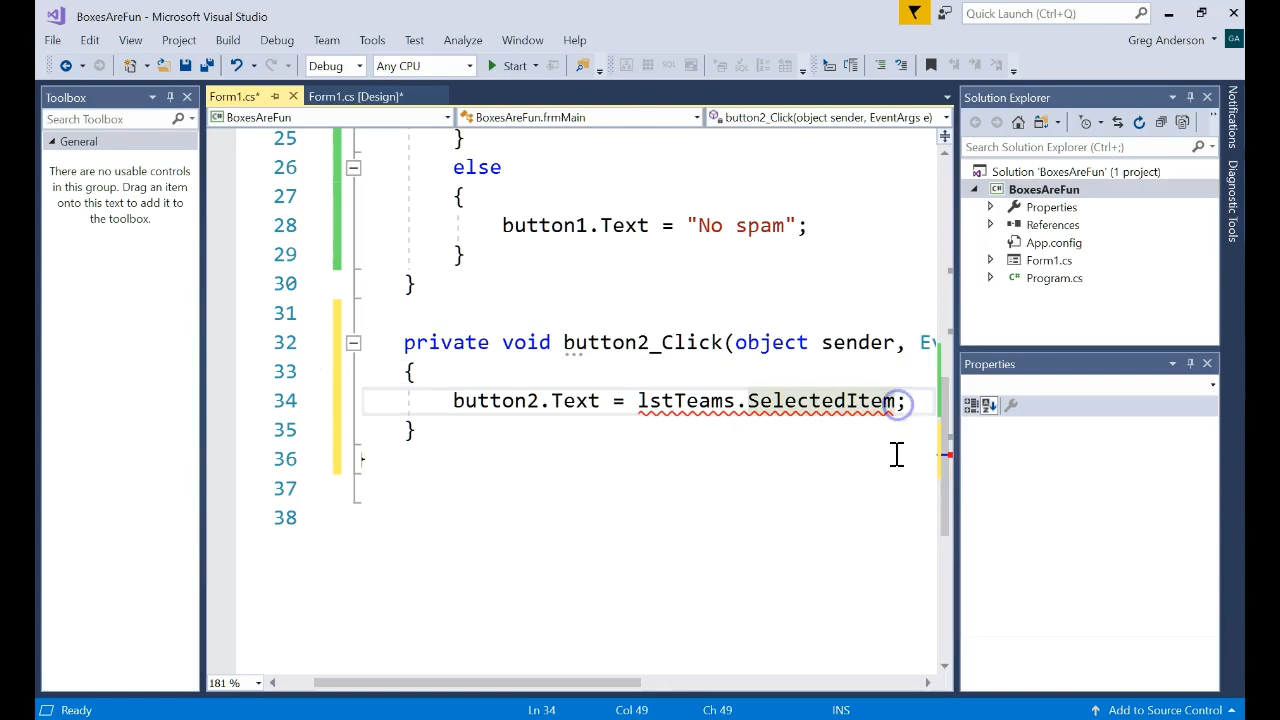 BoxesAreFun - Microsoft Visual Studio
Quick Launch (Ctrl+Q)
File Edit View Project Build Debug Team Tools Test Analyze Window Help
Greg Anderson GA
Debug Any CPU Start
Toolbox
Search Toolbox
General
There are no usable controls
in this group. Drag an item
onto this text to add it to the
toolbox.
Form1.cs* Form1.cs [Design]*
BoxesAreFun BoxesAreFun.frmMain button2_Click(object sender, EventArgs e)
25 }
26 else
27 {
28 button1.Text = "No spam";
29 }
30 }
31
32 private void button2_Click(object sender, Ev
33 {
34 button2.Text = lstTeams.SelectedItem;
35 }
36
37
38
181 %
Solution Explorer
Search Solution Explorer (Ctrl+;)
Solution 'BoxesAreFun' (1 project)
BoxesAreFun
Properties
References
App.config
Form1.cs
C# Program.cs
Properties
Notifications
Diagnostic Tools
Ready Ln 34 Col 49 Ch 49 INS Add to Source Control